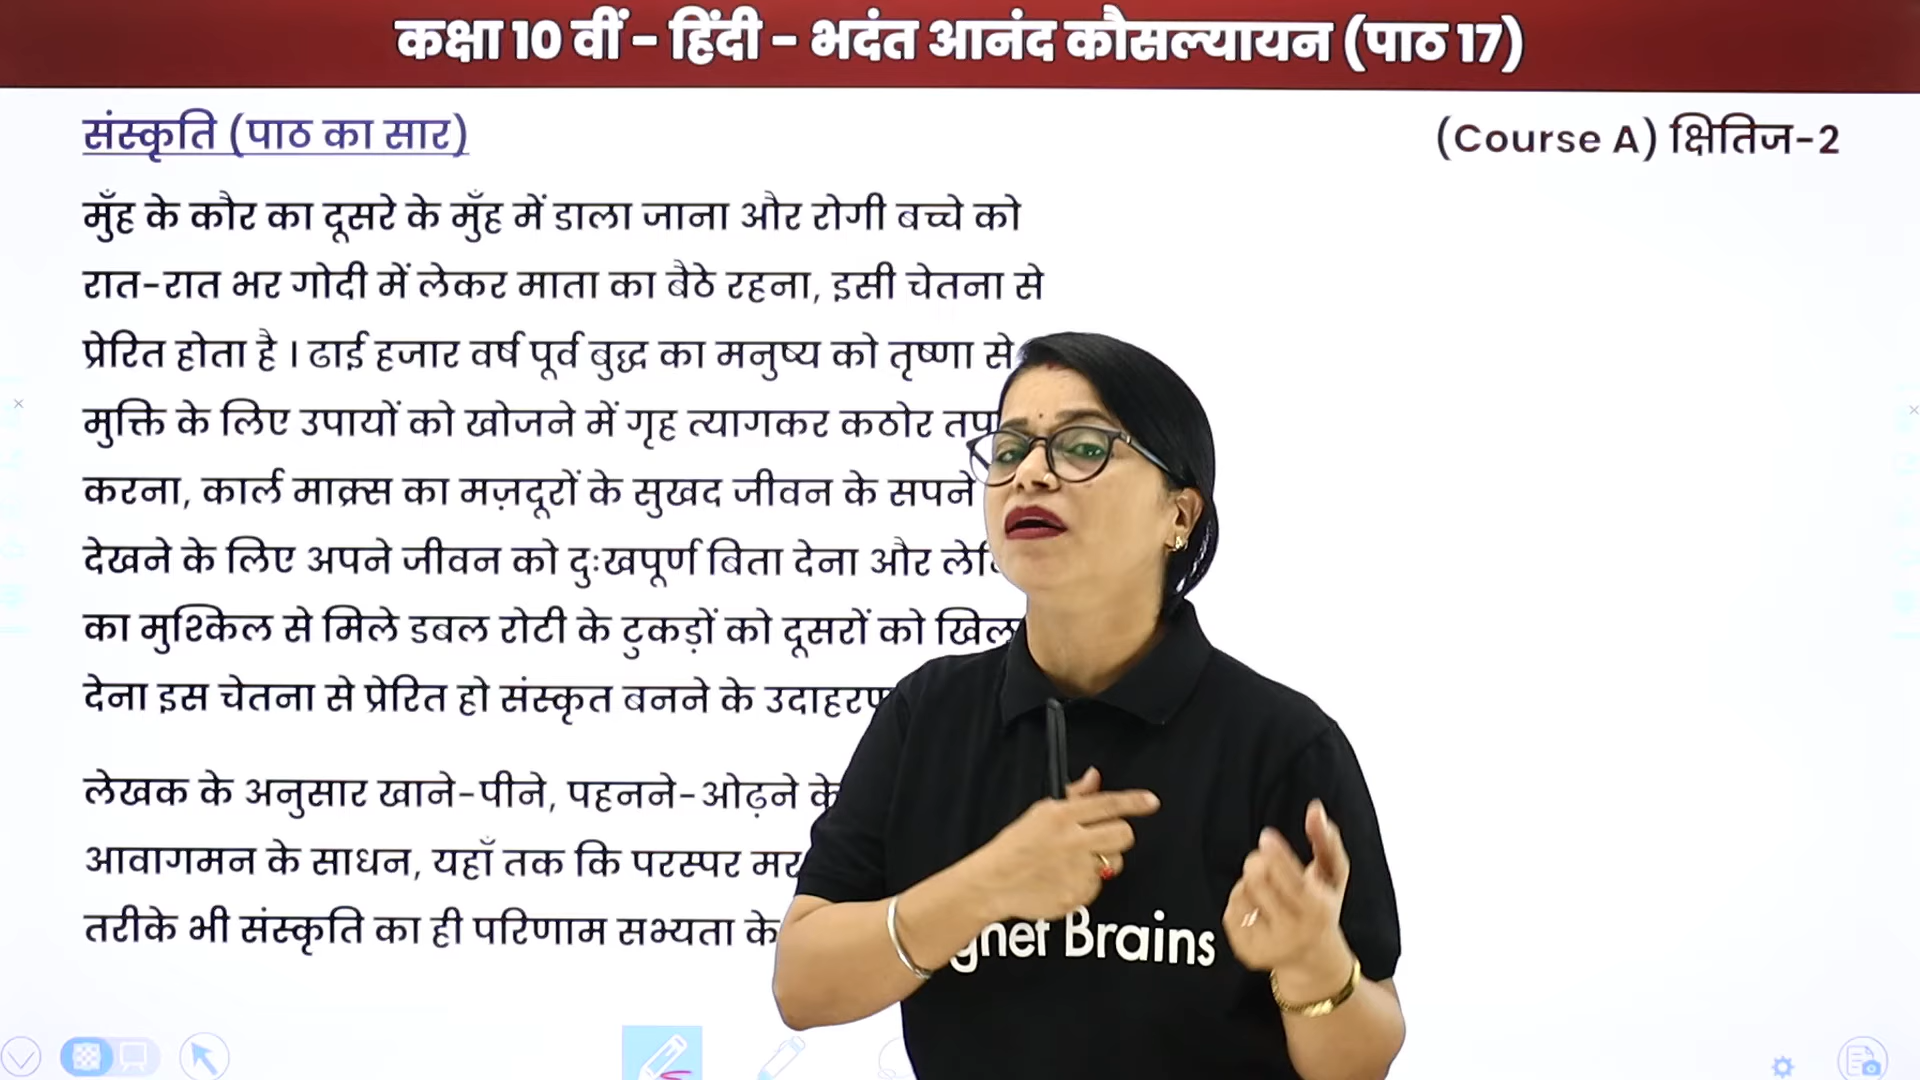 कक्षा 10 वीं - हिंदी - भदंत आनंद कौसल्यायन (पाठ 17)
संस्कृति (पाठ का सार)
(Course A) क्षितिज-2
मुँह के कौर का दूसरे के मुँह में डाला जाना और रोगी बच्चे को
रात-रात भर गोदी में लेकर माता का बैठे रहना, इसी चेतना से
प्रेरित होता है । ढाई हजार वर्ष पूर्व बुद्ध का मनुष्य को तृष्णा से
मुक्ति के लिए उपायों को खोजने में गृह त्यागकर कठोर
करना, कार्ल माक्र्स का मज़दूरों के सुखद जीवन के सपने
देखने के लिए अपने जीवन को दुःखपूर्ण बिता देना और
का मुश्किल से मिले डबल रोटी के टुकड़ों को दूसरों को
देना इस चेतना से प्रेरित हो संस्कृत बनने के
लेखक के अनुसार खाने-पीने, पहनने-ओढ़ने के
आवागमन के साधन, यहाँ तक कि परस्पर
तरीके भी संस्कृति का ही परिणाम सभ्यता के
Brains